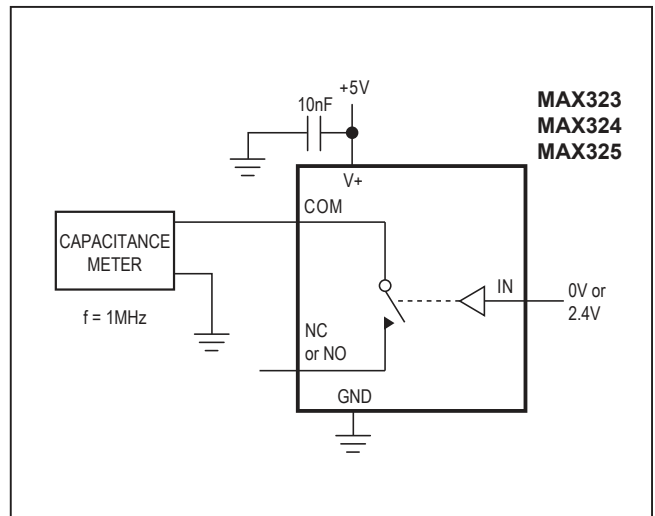 +5V
10nF
MAX323
MAX324
MAX325
V+
COM
CAPACITANCE
METER
IN
0V or
2.4V
f = 1MHz
NC
or NO
GND